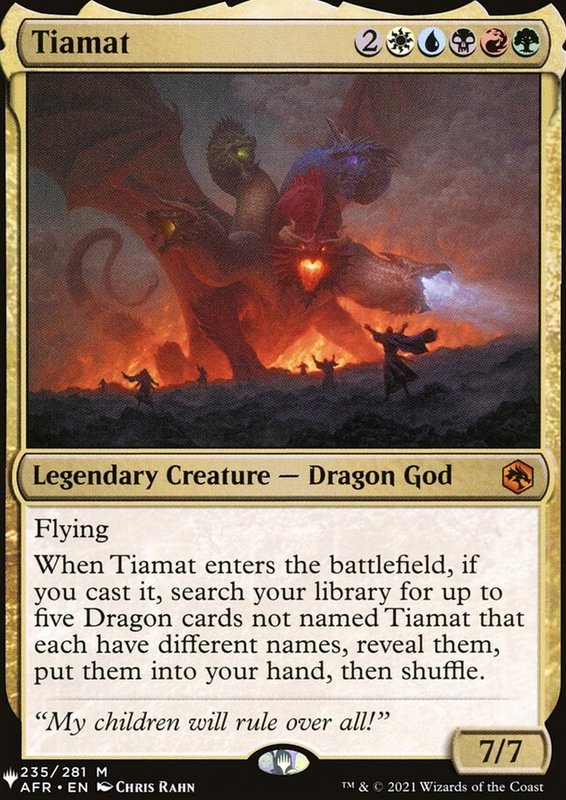 Tiamat 2
Legendary Creature — Dragon God
Flying
When Tiamat enters the battlefield, if
you cast it, search your library for up to
five Dragon cards not named Tiamat that
each have different names, reveal them,
put them into your hand, then shuffle.
“My children will rule over all!”
7/7
235/281 M
AFR • EN Chris Rahn
™ & © 2021 Wizards of the Coast